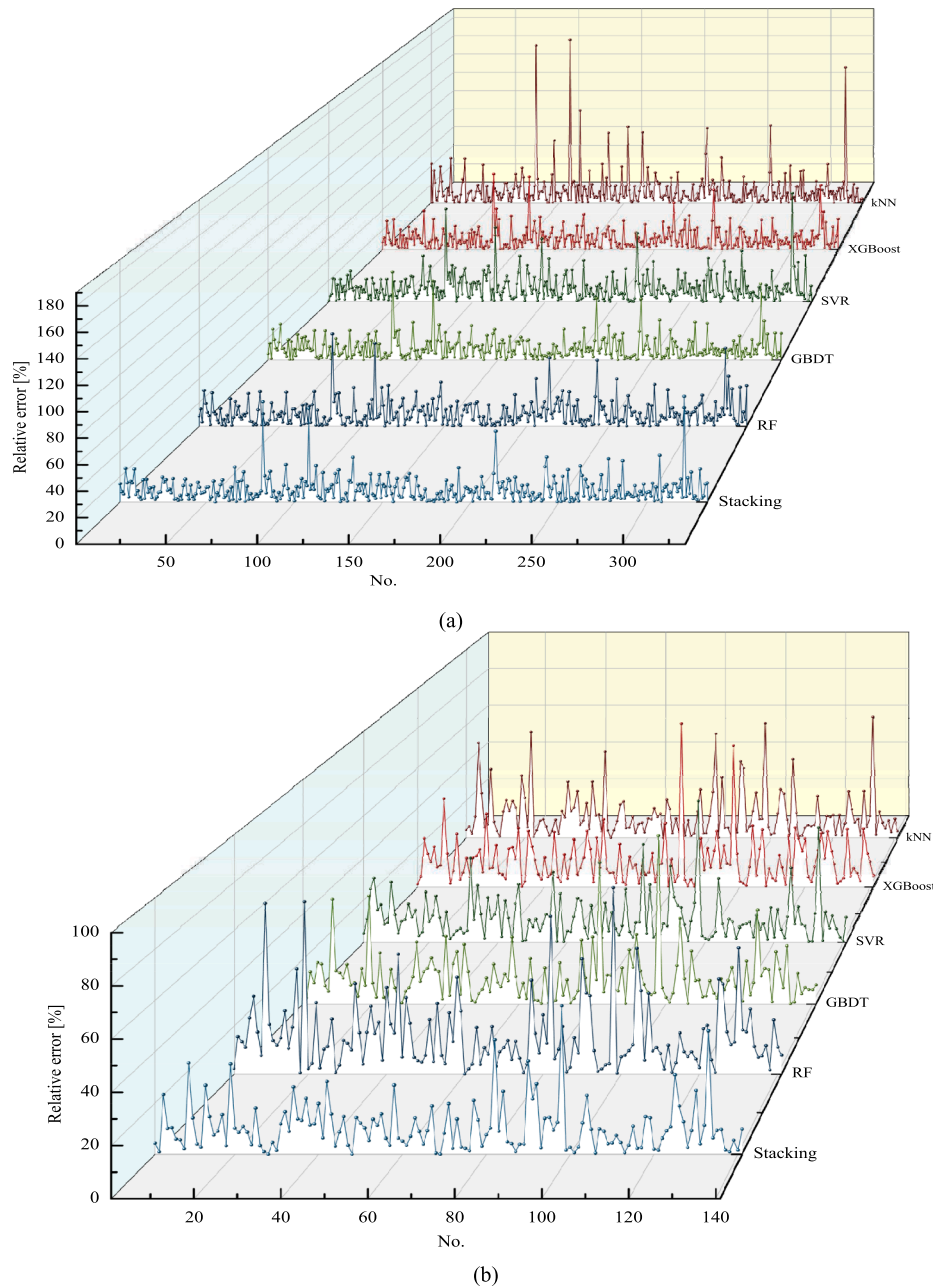 kNN
XGBoost
SVR
GBDT
RF
Stacking
180
160
140
120
100
80
60
40
20
0
Relative error [%]
50 100 150 200 250 300
No.
(a)
kNN
XGBoost
SVR
GBDT
RF
Stacking
100
80
60
40
20
0
Relative error [%]
20 40 60 80 100 120 140
No.
(b)